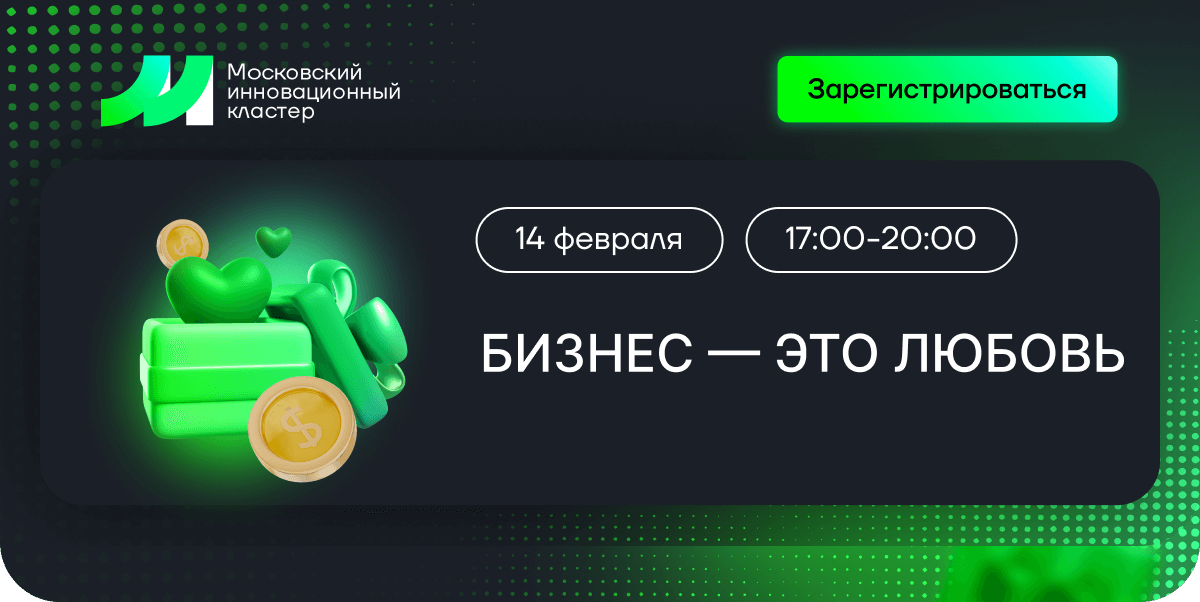 Московский
инновационный
кластер
Зарегистрироваться
14 февраля
17:00-20:00
БИЗНЕС — ЭТО ЛЮБОВЬ